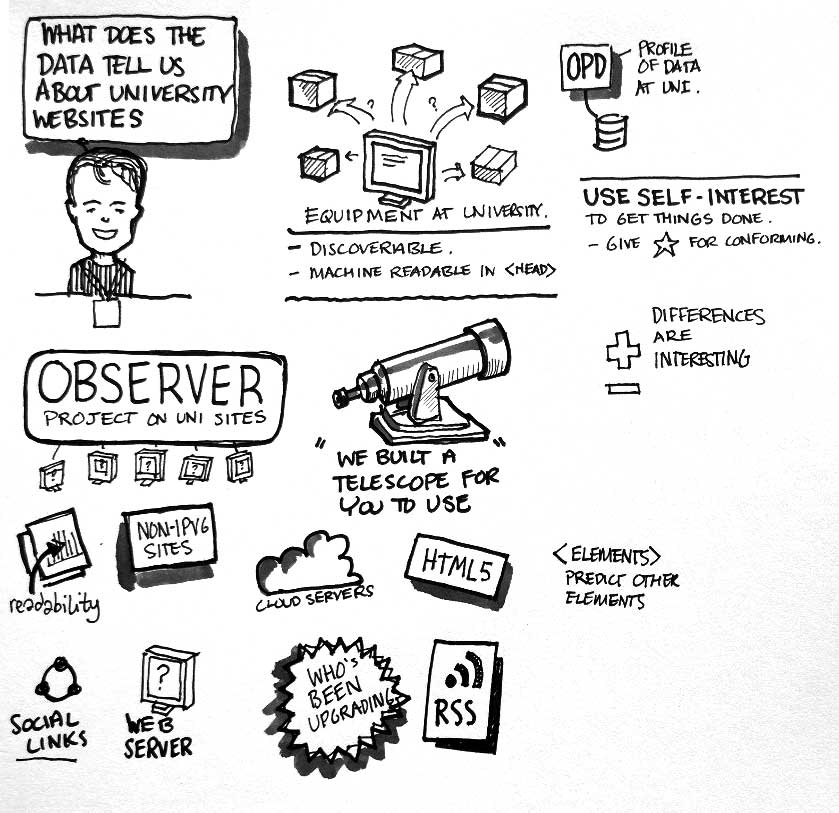 WHAT DOES THE
DATA TELL US
ABOUT UNIVERSITY
WEBSITES
?
?
EQUIPMENT AT UNIVERSITY.
- DISCOVERIABLE.
- MACHINE READABLE IN <HEAD>
OPD
PROFILE
OF DATA
AT UNI.
USE SELF-INTEREST
TO GET THINGS DONE.
- GIVE ☆ FOR CONFORMING.
+
-
DIFFERENCES
ARE
INTERESTING
OBSERVER
PROJECT ON UNI SITES
? ? ? ? ?
"WE BUILT A
TELESCOPE FOR
YOU TO USE"
readability
NON-IPV6
SITES
CLOUD SERVERS
HTML5
<ELEMENTS>
PREDICT OTHER
ELEMENTS
SOCIAL
LINKS
?
WEB
SERVER
WHO'S
BEEN
UPGRADING
RSS